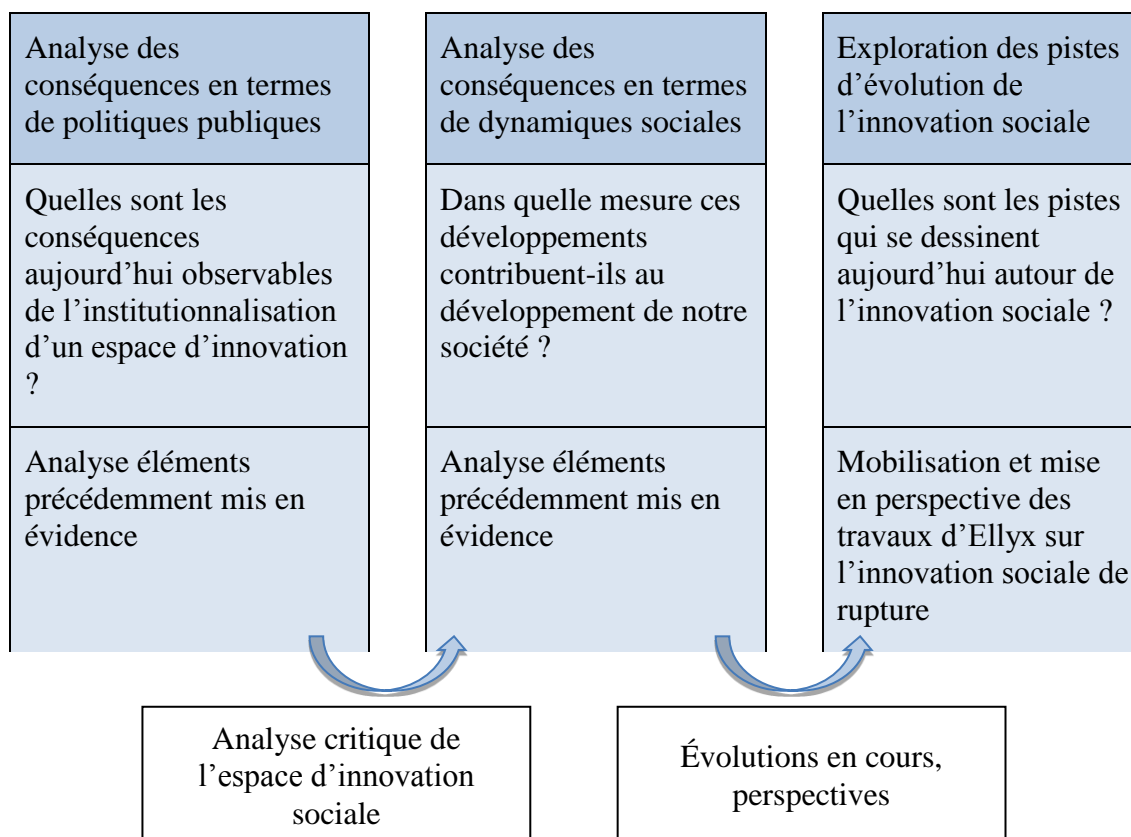 Analyse des
conséquences en termes
de politiques publiques
Quelles sont les
conséquences
aujourd’hui observables
de l’institutionnalisation
d’un espace d’innovation
?
Analyse éléments
précédemment mis en
évidence
Analyse des
conséquences en termes
de dynamiques sociales
Dans quelle mesure ces
développements
contribuent-ils au
développement de notre
société ?
Analyse éléments
précédemment mis en
évidence
Exploration des pistes
d’évolution de
l’innovation sociale
Quelles sont les pistes
qui se dessinent
aujourd’hui autour de
l’innovation sociale ?
Mobilisation et mise
en perspective des
travaux d’Ellyx sur
l’innovation sociale de
rupture
Analyse critique de
l’espace d’innovation
sociale
Évolutions en cours,
perspectives